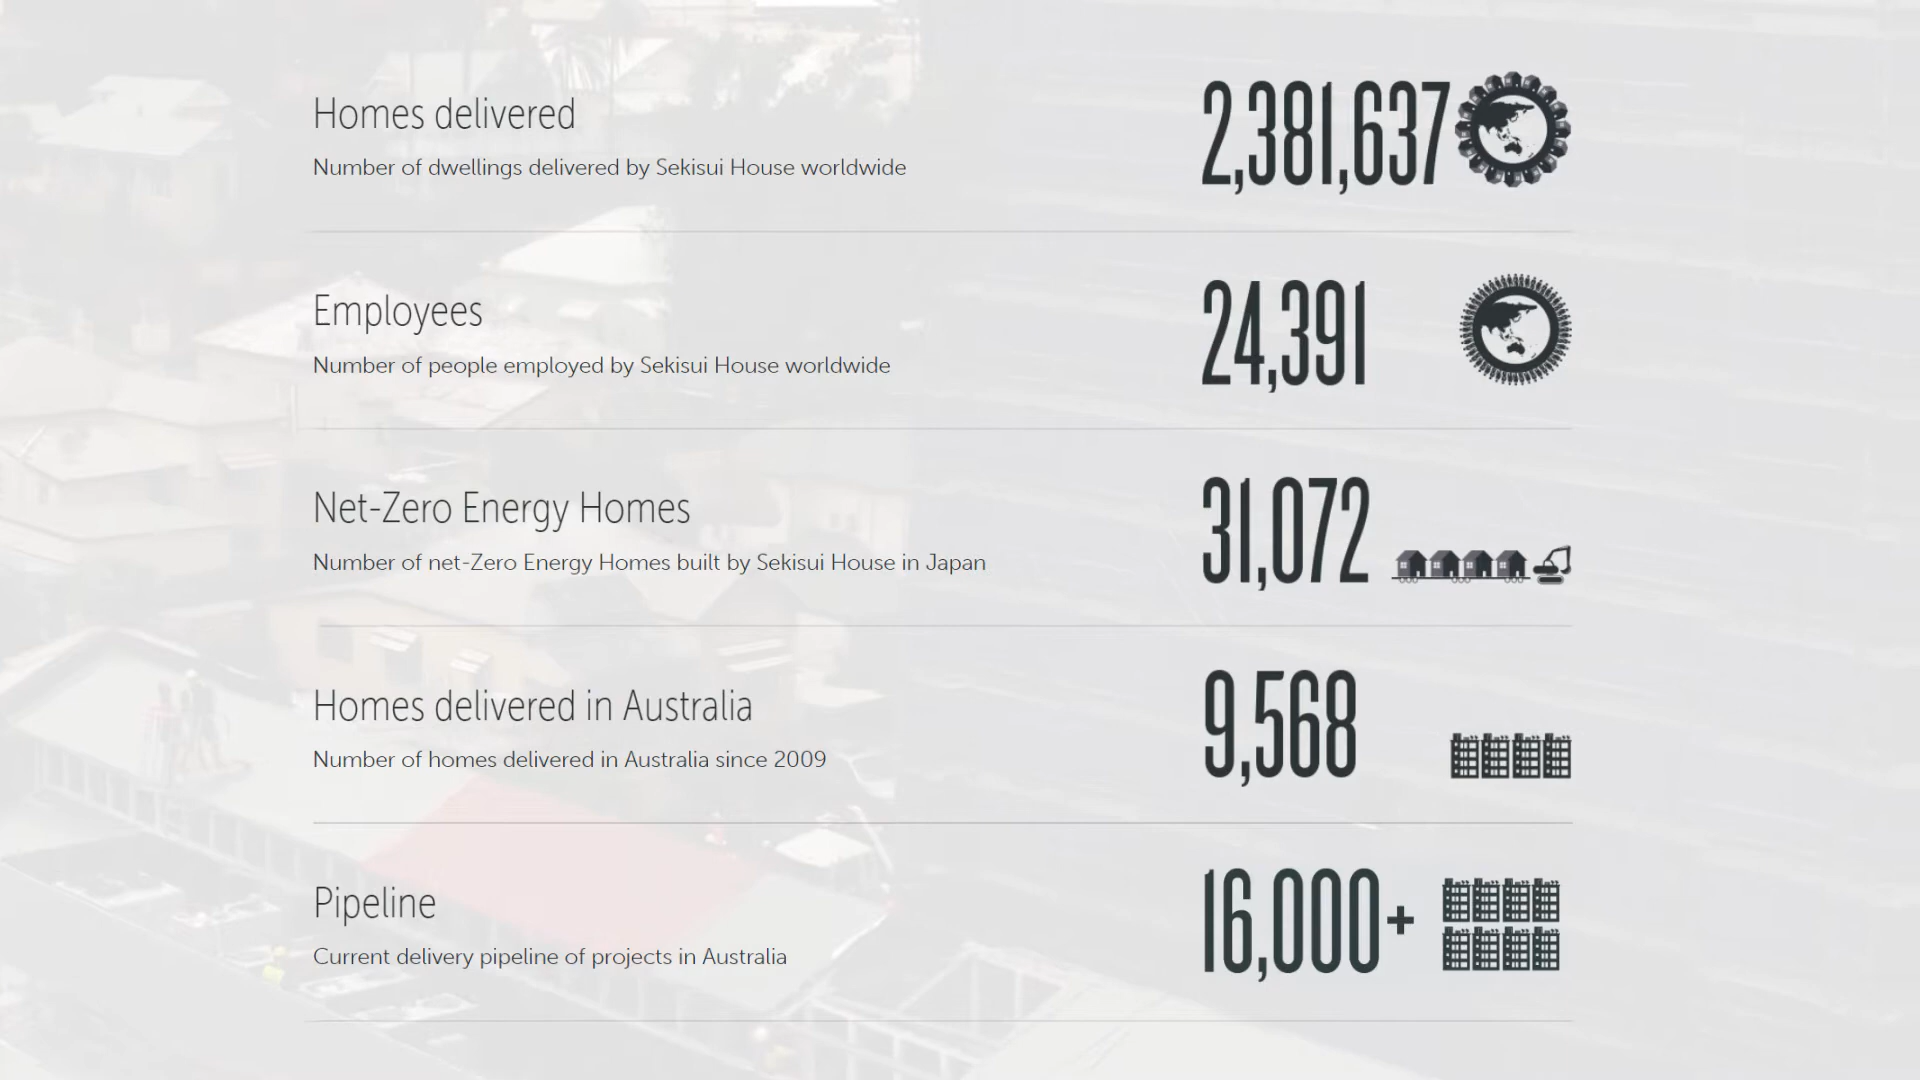 Homes delivered
Number of dwellings delivered by Sekisui House worldwide
2,381,637
Employees
Number of people employed by Sekisui House worldwide
24,391
Net-Zero Energy Homes
Number of net-Zero Energy Homes built by Sekisui House in Japan
31,072
Homes delivered in Australia
Number of homes delivered in Australia since 2009
9,568
Pipeline
Current delivery pipeline of projects in Australia
16,000+